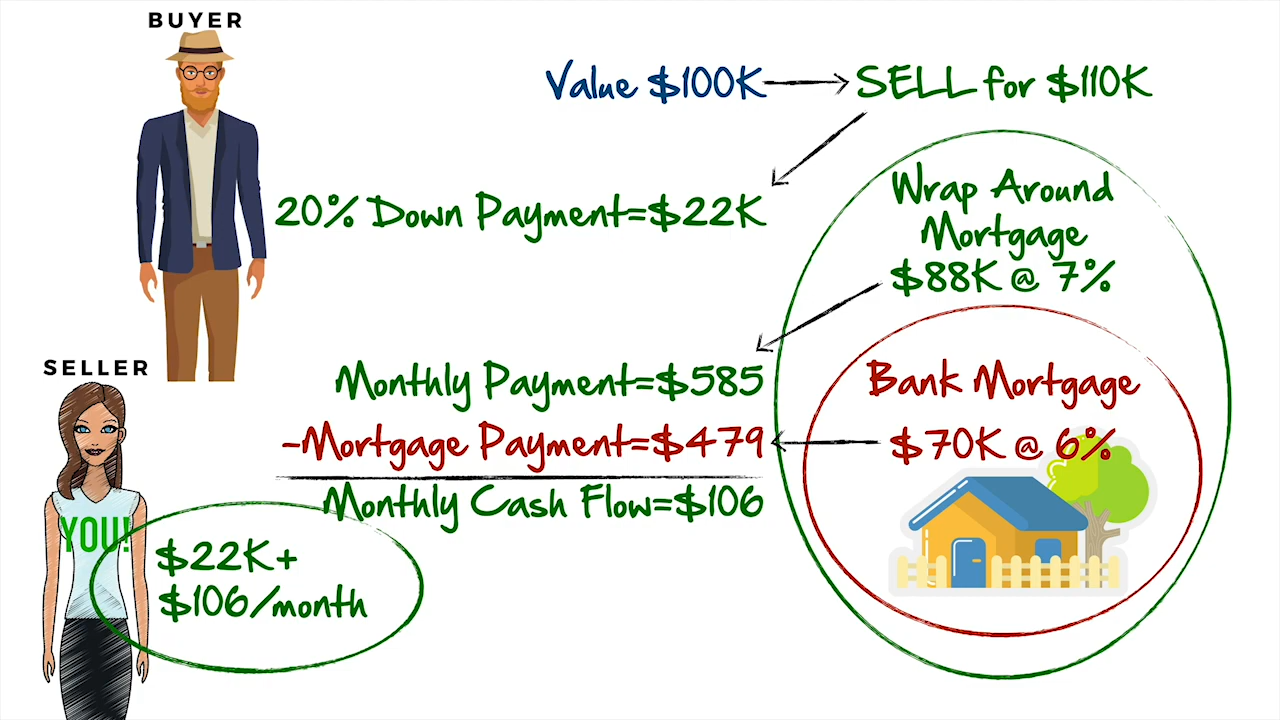 BUYER
Value $100K
SELL for $110K
20% Down Payment=$22K
Wrap Around
Mortgage
$88K @ 7%
SELLER
Monthly Payment=$585
Bank Mortgage
-Mortgage Payment=$479
$70K @ 6%
Monthly Cash Flow=$106
YOU!
$22K+
$106/month